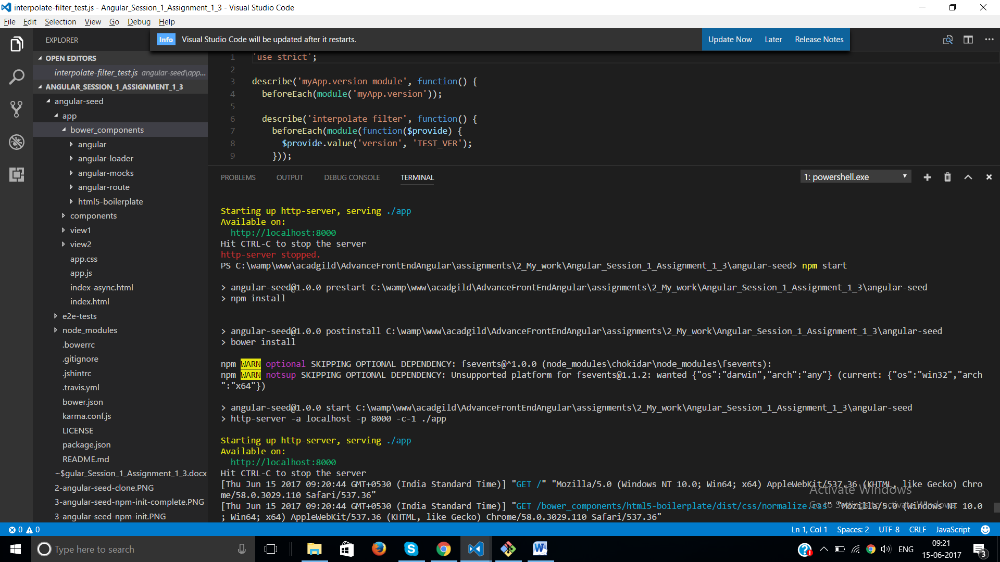 interpolate-filter_test.js - Angular_Session_1_Assignment_1_3 - Visual Studio Code
File Edit Selection View Go Debug Help
EXPLORER
Info Visual Studio Code will be updated after it restarts.
Update Now Later Release Notes
OPEN EDITORS
interpolate-filter_test.js angular-seed\app...
ANGULAR_SESSION_1_ASSIGNMENT_1_3
angular-seed
app
bower_components
angular
angular-loader
angular-mocks
angular-route
html5-boilerplate
components
view1
view2
app.css
app.js
index-async.html
index.html
e2e-tests
node_modules
.bowerrc
.gitignore
.jshintrc
.travis.yml
bower.json
karma.conf.js
LICENSE
package.json
README.md
~$gular_Session_1_Assignment_1_3.docx
2-angular-seed-clone.PNG
3-angular-seed-npm-init-complete.PNG
3-angular-seed-npm-init.PNG
1 'use strict';
2
3 describe('myApp.version module', function() {
4 beforeEach(module('myApp.version'));
5
6 describe('interpolate filter', function() {
7 beforeEach(module(function($provide) {
8 $provide.value('version', 'TEST_VER');
9 }));
PROBLEMS OUTPUT DEBUG CONSOLE TERMINAL
1: powershell.exe
Starting up http-server, serving ./app
Available on:
http://localhost:8000
Hit CTRL-C to stop the server
http-server stopped.
PS C:\wamp\www\acadgild\AdvanceFrontEndAngular\assignments\2_My_work\Angular_Session_1_Assignment_1_3\angular-seed> npm start
> angular-seed@1.0.0 prestart C:\wamp\www\acadgild\AdvanceFrontEndAngular\assignments\2_My_work\Angular_Session_1_Assignment_1_3\angular-seed
> npm install
> angular-seed@1.0.0 postinstall C:\wamp\www\acadgild\AdvanceFrontEndAngular\assignments\2_My_work\Angular_Session_1_Assignment_1_3\angular-seed
> bower install
npm WARN optional SKIPPING OPTIONAL DEPENDENCY: fsevents@^1.0.0 (node_modules\chokidar\node_modules\fsevents):
npm WARN notsup SKIPPING OPTIONAL DEPENDENCY: Unsupported platform for fsevents@1.1.2: wanted {"os":"darwin","arch":"any"} (current: {"os":"win32","arch
":"x64"})
> angular-seed@1.0.0 start C:\wamp\www\acadgild\AdvanceFrontEndAngular\assignments\2_My_work\Angular_Session_1_Assignment_1_3\angular-seed
> http-server -a localhost -p 8000 -c-1 ./app
Starting up http-server, serving ./app
Available on:
http://localhost:8000
Hit CTRL-C to stop the server
[Thu Jun 15 2017 09:20:44 GMT+0530 (India Standard Time)] "GET /" "Mozilla/5.0 (Windows NT 10.0; Win64; x64) AppleWebKit/537.36 (KHTML, like Gecko) Chro
me/58.0.3029.110 Safari/537.36"
[Thu Jun 15 2017 09:20:44 GMT+0530 (India Standard Time)] "GET /bower_components/html5-boilerplate/dist/css/normalize.css" "Mozilla/5.0 (Windows NT 10.0
; Win64; x64) AppleWebKit/537.36 (KHTML, like Gecko) Chrome/58.0.3029.110 Safari/537.36"
Activate Windows
Go to Settings to activate Windows.
0 0
Ln 1, Col 1 Spaces: 2 UTF-8 CRLF JavaScript
Type here to search
ENG
09:21
15-06-2017
3